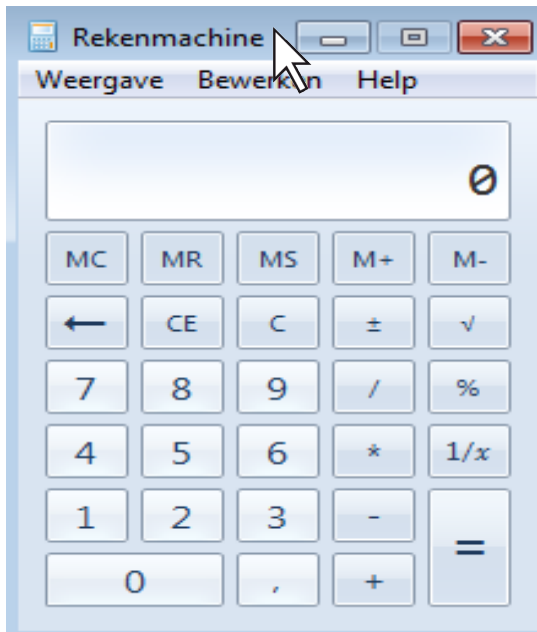 Rekenmachine
Weergave Bewerken Help
0
MC MR MS M+ M-
← CE C ± √
7 8 9 / %
4 5 6 * 1/x
1 2 3 - =
0 , +